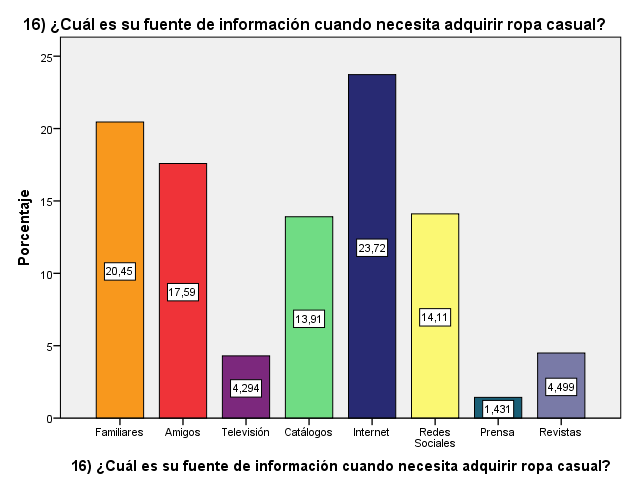 16) ¿Cuál es su fuente de información cuando necesita adquirir ropa casual?
Porcentaje
25
20
15
10
5
0
20,45
17,59
4,294
13,91
23,72
14,11
1,431
4,499
Familiares
Amigos
Televisión
Catálogos
Internet
Redes
Sociales
Prensa
Revistas
16) ¿Cuál es su fuente de información cuando necesita adquirir ropa casual?